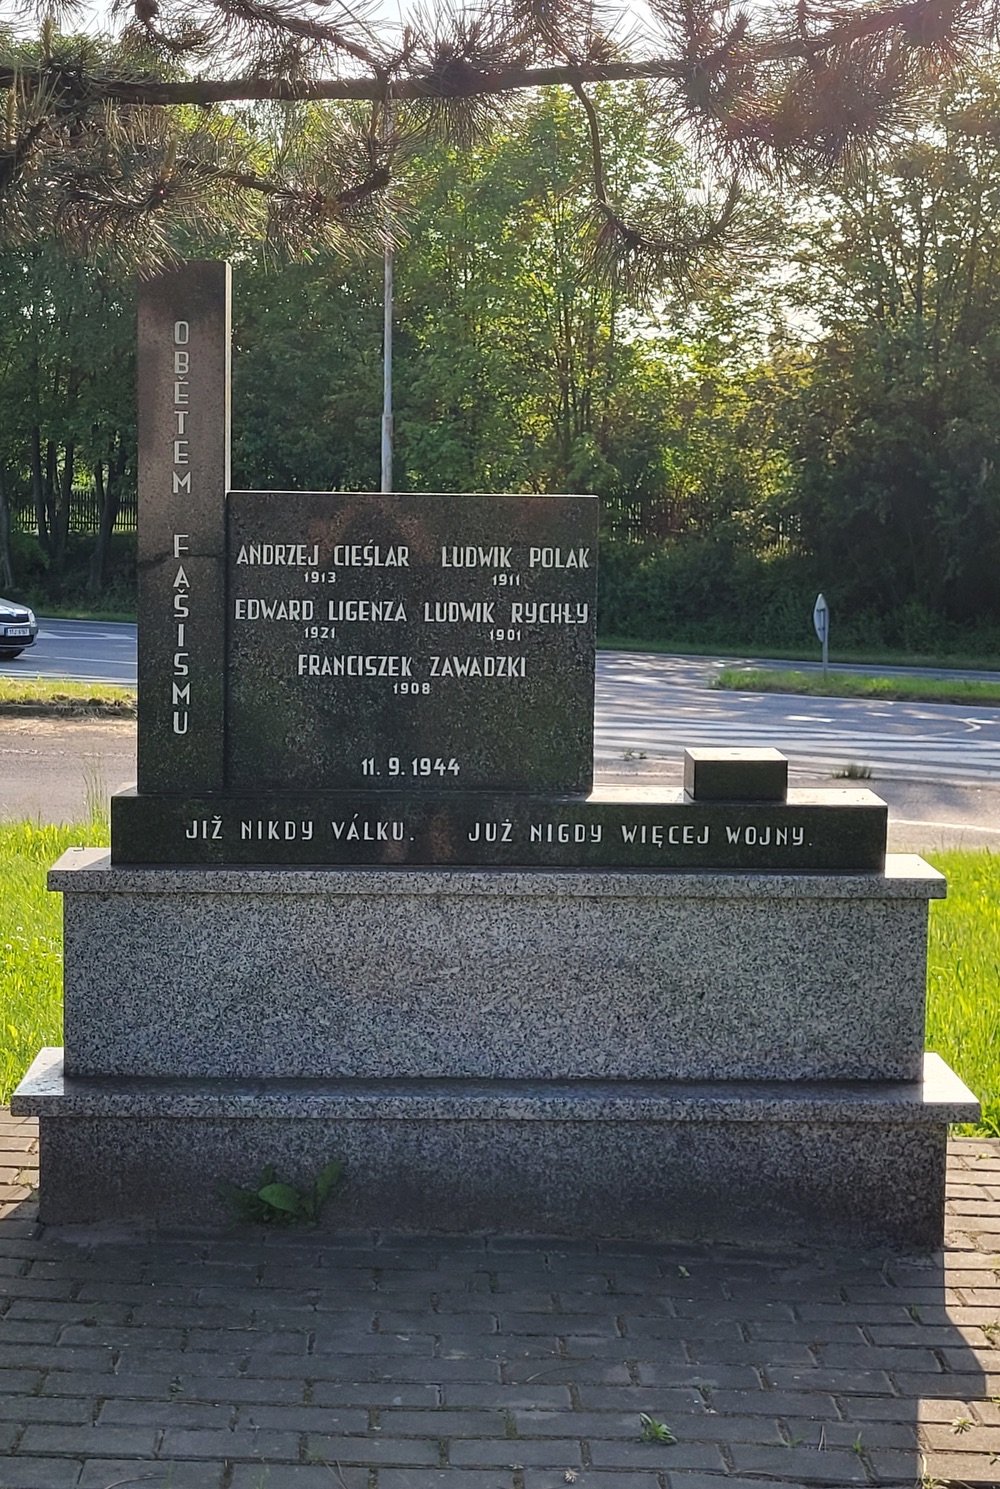 OBĚTEM FAŠISMU
ANDRZEJ CIEŚLAR LUDWIK POLAK
1913 1911
EDWARD LIGENZA LUDWIK RYCHŁY
1921 1901
FRANCISZEK ZAWADZKI
1908
11. 9. 1944
JIŽ NIKDY VÁLKU. JUŻ NIGDY WIĘCEJ WOJNY.